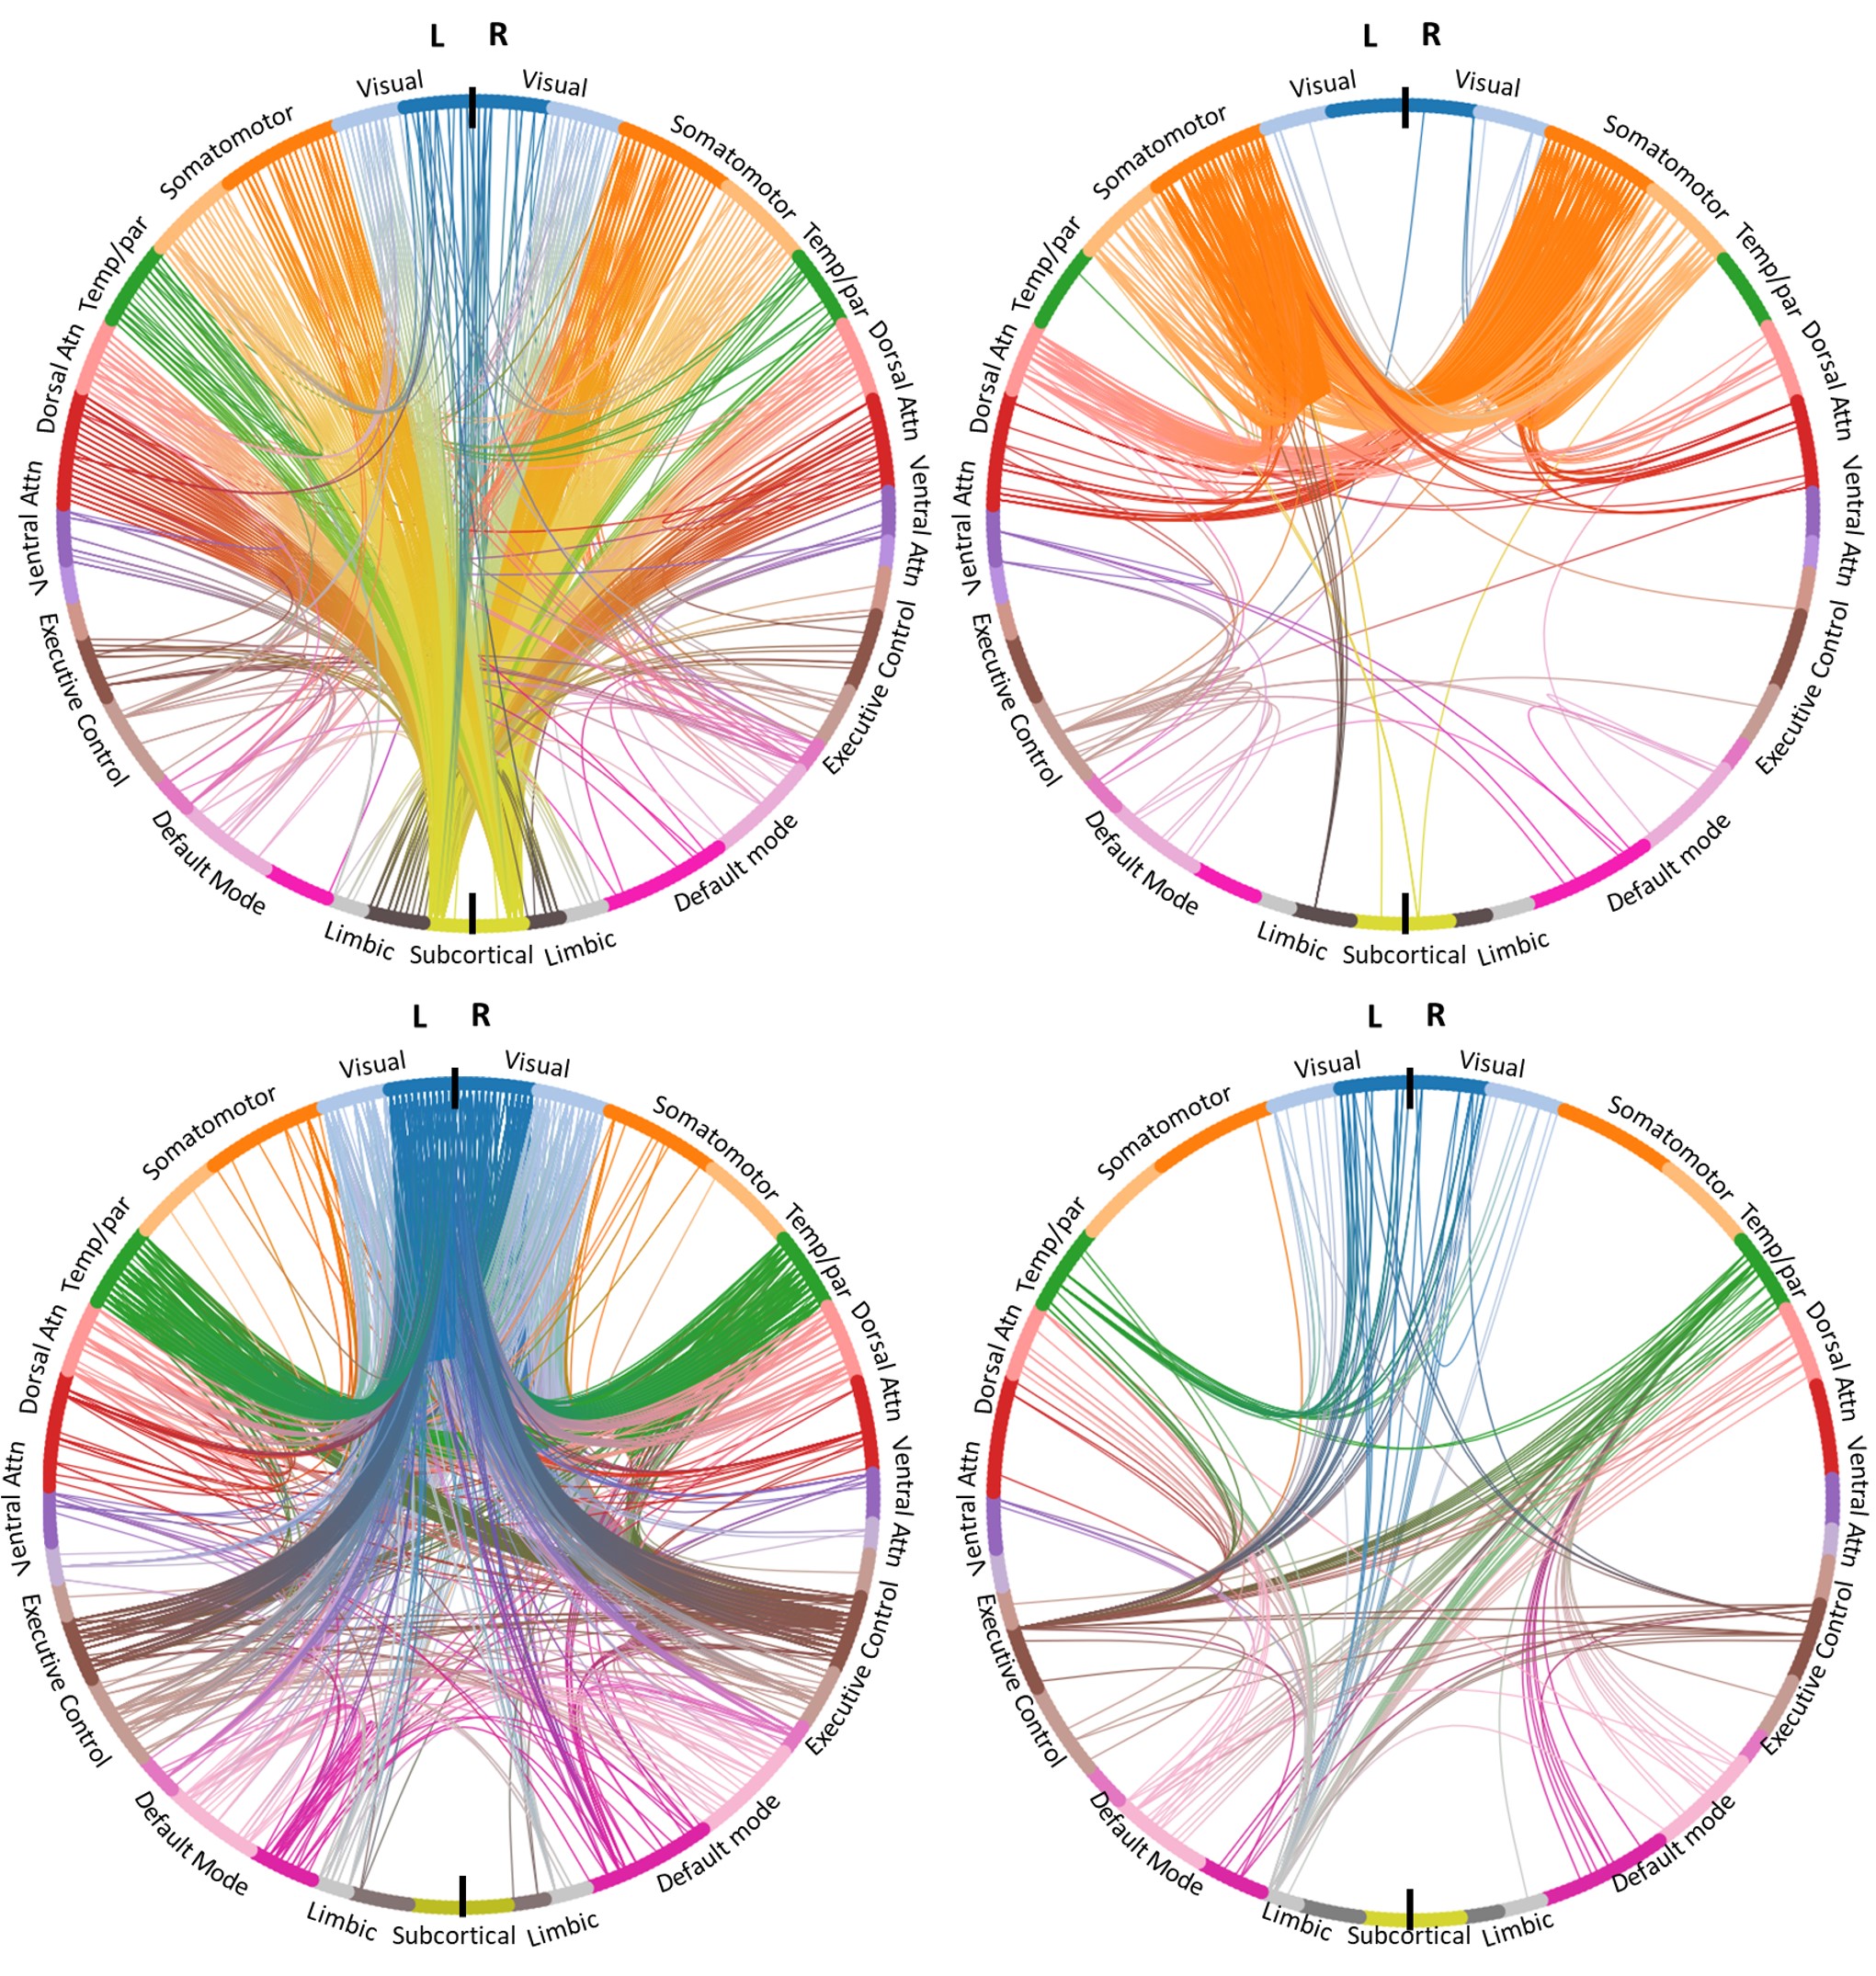 L R
Visual Visual
Somatomotor Somatomotor
Temp/par Temp/par
Dorsal Atn Dorsal Attn
Ventral Attn Ventral Attn
Executive Control Executive Control
Default Mode Default mode
Limbic Subcortical Limbic
L R
Visual Visual
Somatomotor Somatomotor
Temp/par Temp/par
Dorsal Atn Dorsal Attn
Ventral Attn Ventral Attn
Executive Control Executive Control
Default Mode Default mode
Limbic Subcortical Limbic
L R
Visual Visual
Somatomotor Somatomotor
Temp/par Temp/par
Dorsal Atn Dorsal Attn
Ventral Attn Ventral Attn
Executive Control Executive Control
Default Mode Default mode
Limbic Subcortical Limbic
L R
Visual Visual
Somatomotor Somatomotor
Temp/par Temp/par
Dorsal Atn Dorsal Attn
Ventral Attn Ventral Attn
Executive Control Executive Control
Default Mode Default mode
Limbic Subcortical Limbic